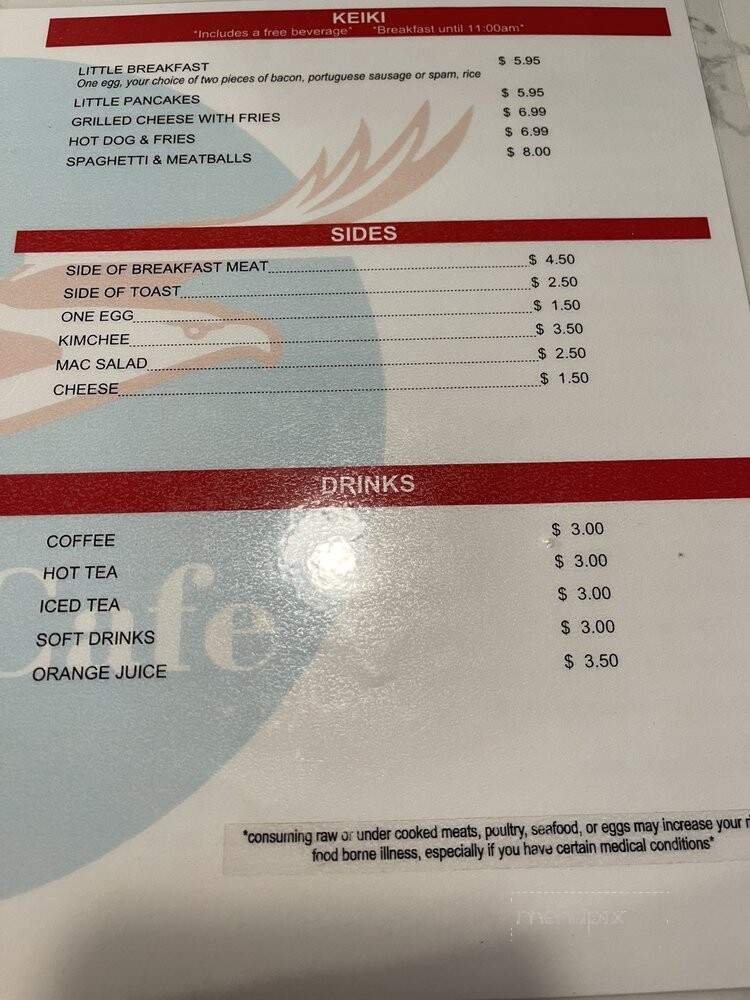 KEIKI
*Includes a free beverage* *Breakfast until 11:00am*
LITTLE BREAKFAST $ 5.95
One egg, your choice of two pieces of bacon, portuguese sausage or spam, rice
LITTLE PANCAKES $ 5.95
GRILLED CHEESE WITH FRIES $ 6.99
HOT DOG & FRIES $ 6.99
SPAGHETTI & MEATBALLS $ 8.00
SIDES
SIDE OF BREAKFAST MEAT $ 4.50
SIDE OF TOAST $ 2.50
ONE EGG $ 1.50
KIMCHEE $ 3.50
MAC SALAD $ 2.50
CHEESE $ 1.50
DRINKS
COFFEE $ 3.00
HOT TEA $ 3.00
ICED TEA $ 3.00
SOFT DRINKS $ 3.00
ORANGE JUICE $ 3.50
Cafe
*consuming raw or under cooked meats, poultry, seafood, or eggs may increase your
food borne illness, especially if you have certain medical conditions*
menupix